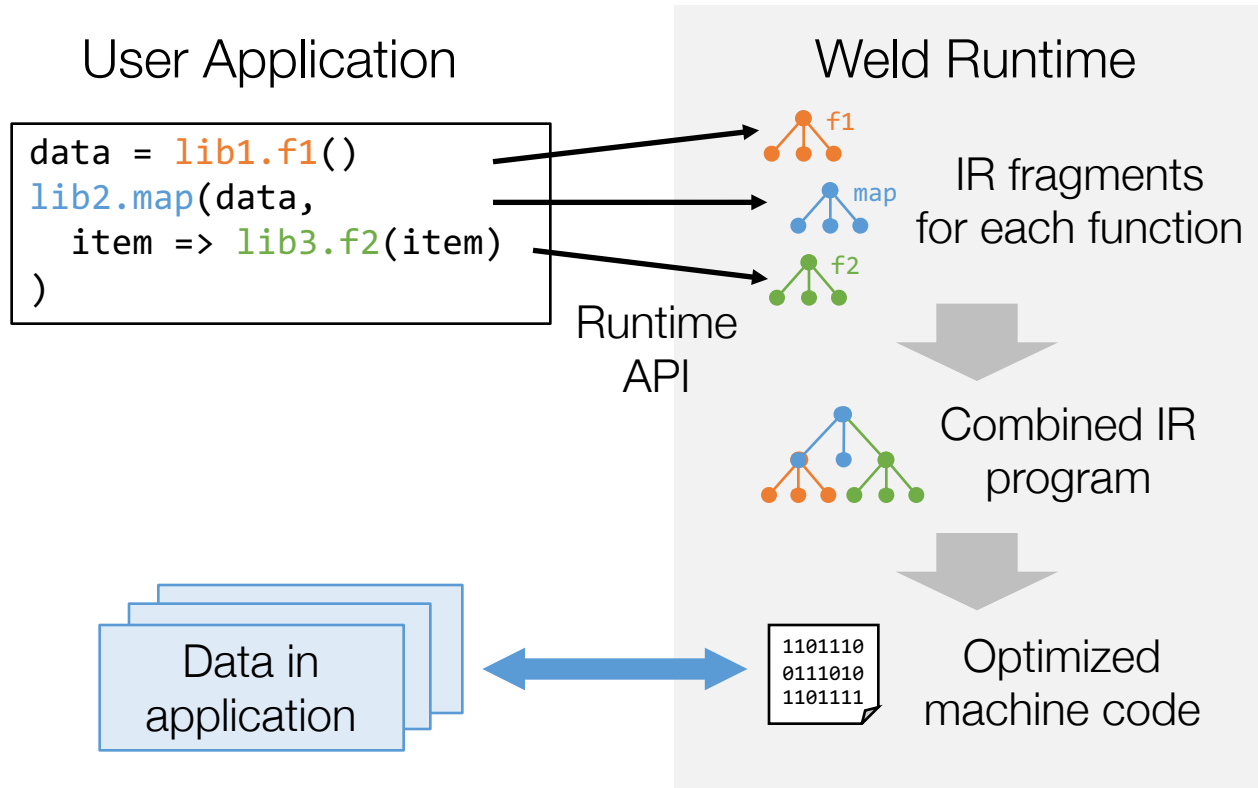 User Application
data = lib1.f1()
lib2.map(data,
  item => lib3.f2(item)
)
Runtime
API
Data in
application
Weld Runtime
f1
map
f2
IR fragments
for each function
Combined IR
program
1101110
0111010
1101111
Optimized
machine code